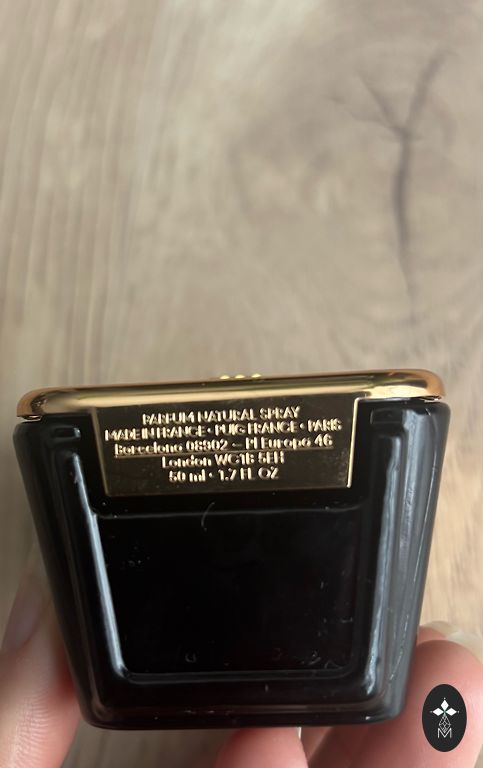 PARFUM NATURAL SPRAY
MADE IN FRANCE • PUIG FRANCE • PARIS
Barcelona 08902 – Pl Europa 46
London WC1B 5EH
50 ml • 1.7 FL OZ
M